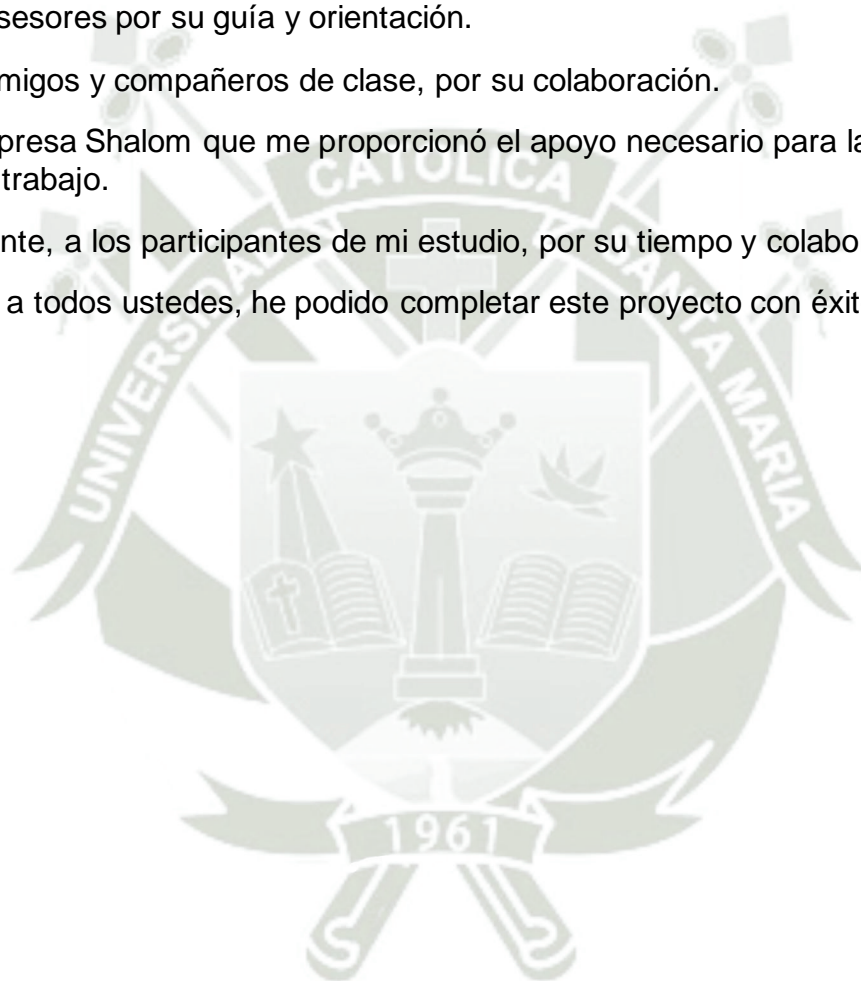 sesores por su guía y orientación.
migos y compañeros de clase, por su colaboración.
presa Shalom que me proporcionó el apoyo necesario para la
trabajo.
nte, a los participantes de mi estudio, por su tiempo y colabo
a todos ustedes, he podido completar este proyecto con éxit
UNIVERSIDAD CATOLICA SANTA MARIA
1961